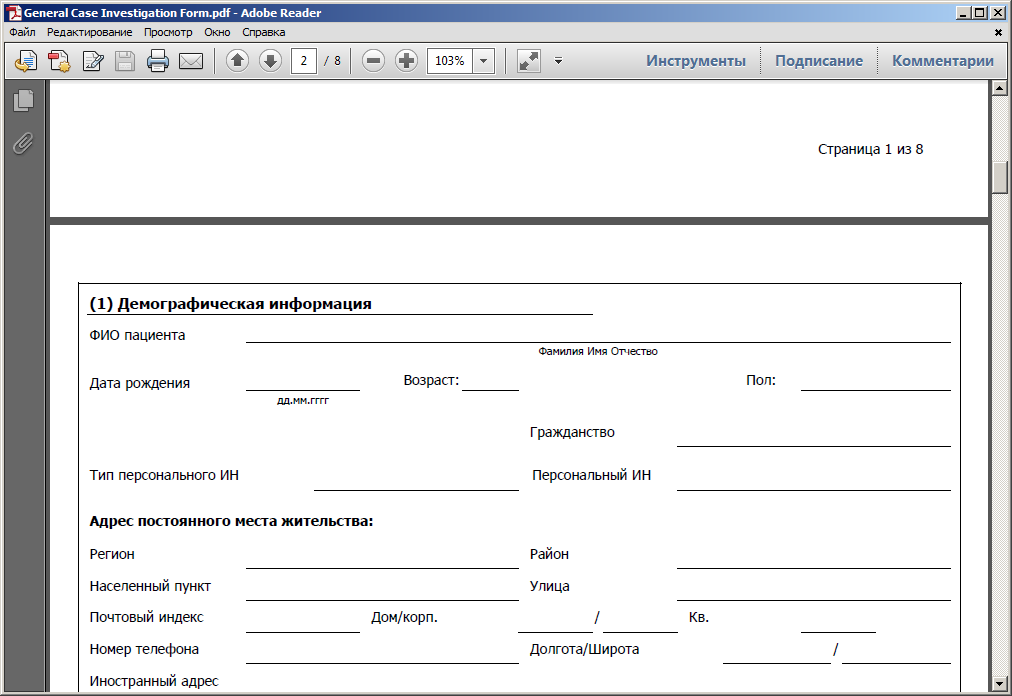 General Case Investigation Form.pdf - Adobe Reader
Файл Редактирование Просмотр Окно Справка
2 / 8 103% Инструменты Подписание Комментарии
Страница 1 из 8
(1) Демографическая информация
ФИО пациента
Фамилия Имя Отчество
Дата рождения Возраст: Пол:
дд.мм.гггг
Гражданство
Тип персонального ИН Персональный ИН
Адрес постоянного места жительства:
Регион Район
Населенный пункт Улица
Почтовый индекс Дом/корп. / Кв.
Номер телефона Долгота/Широта /
Иностранный адрес